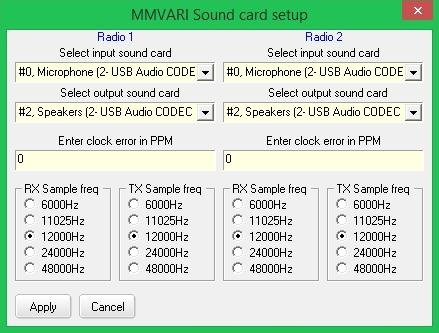 MMVARI Sound card setup
Radio 1 Radio 2
Select input sound card Select input sound card
#0, Microphone (2- USB Audio CODE #0, Microphone (2- USB Audio CODE
Select output sound card Select output sound card
#2, Speakers (2- USB Audio CODEC #2, Speakers (2- USB Audio CODEC
Enter clock error in PPM Enter clock error in PPM
0 0
RX Sample freq TX Sample freq RX Sample freq TX Sample freq
6000Hz 6000Hz 6000Hz 6000Hz
11025Hz 11025Hz 11025Hz 11025Hz
12000Hz 12000Hz 12000Hz 12000Hz
24000Hz 24000Hz 24000Hz 24000Hz
48000Hz 48000Hz 48000Hz 48000Hz
Apply Cancel